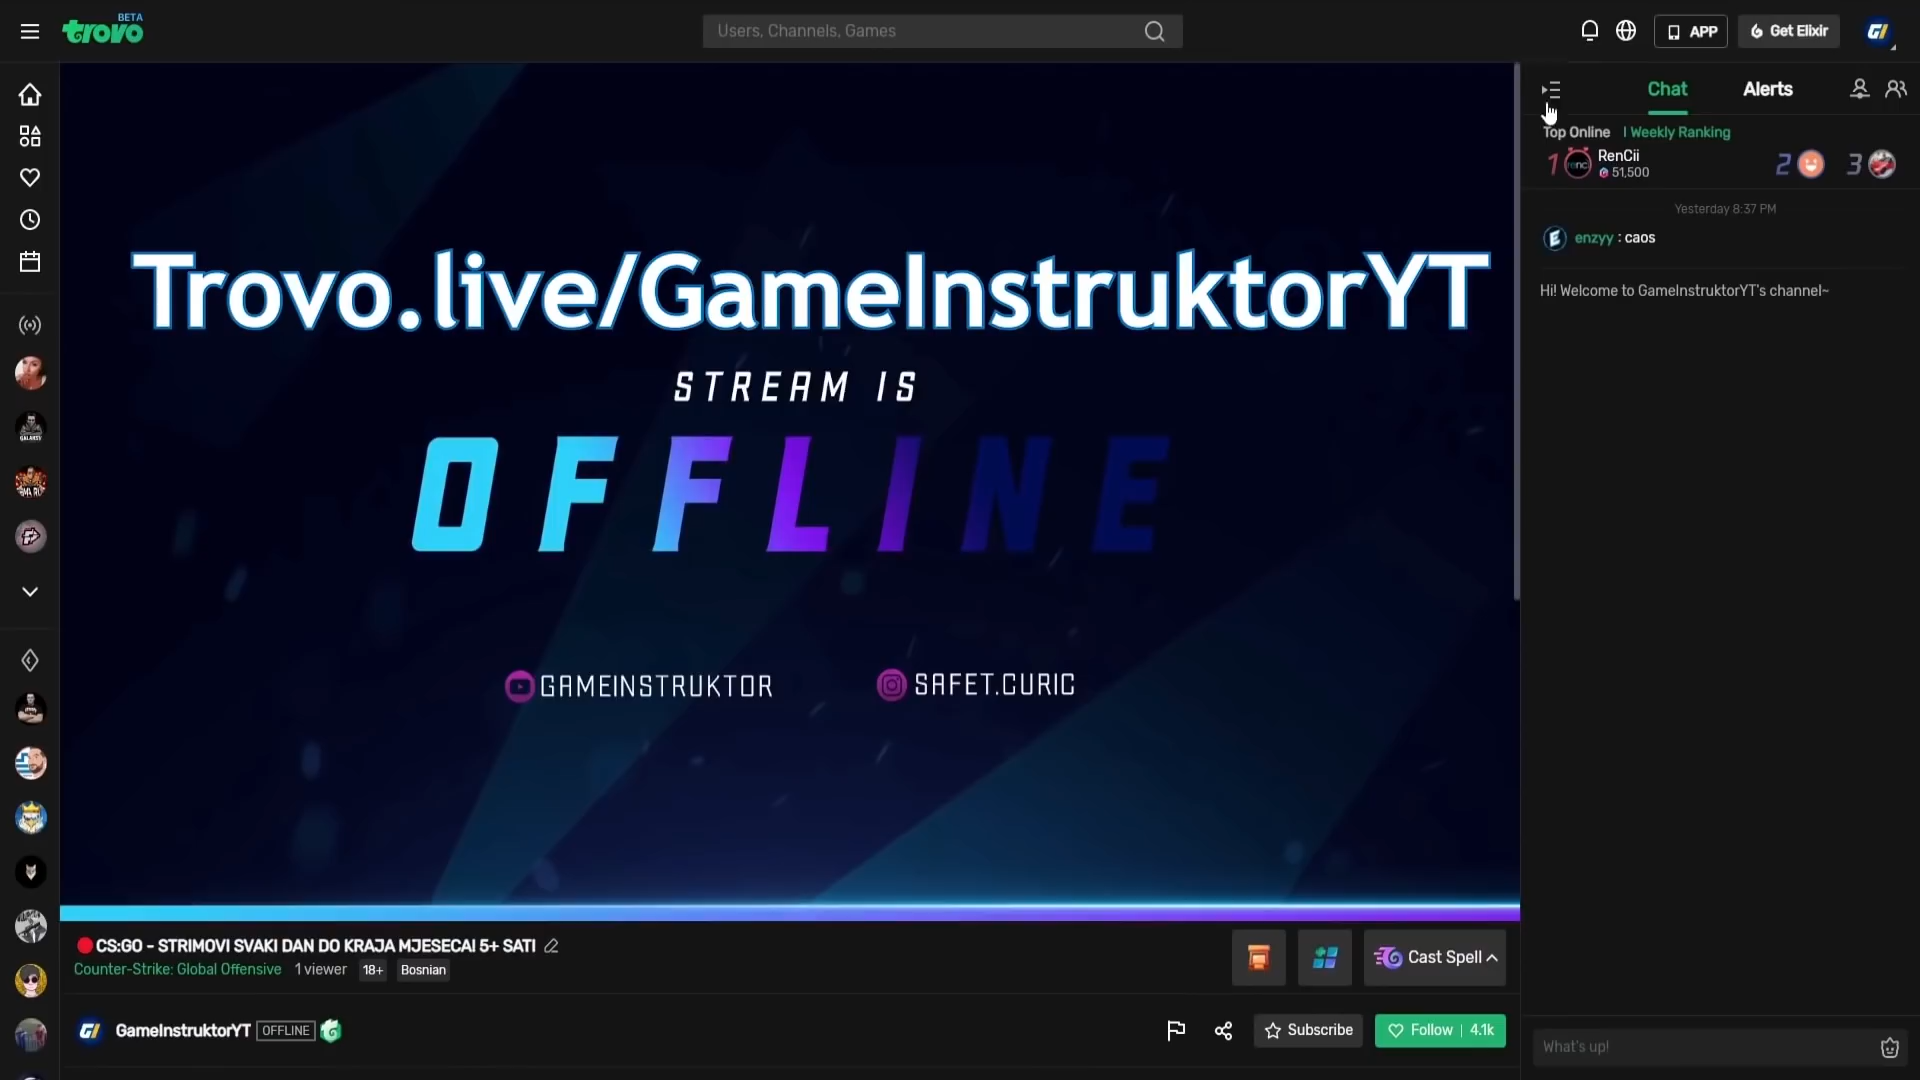 BETA
trovo
Users, Channels, Games
APP
Get Elixir
GI
Chat
Alerts
Top Online | Weekly Ranking
1 RenCii
51,500
2
3
Yesterday 8:37 PM
enzyy : caos
Hi! Welcome to GameInstruktorYT's channel~
Trovo.live/GameInstruktorYT
STREAM IS
OFFLINE
GAMEINSTRUKTOR
SAFET.CURIC
CS:GO - STRIMOVI SVAKI DAN DO KRAJA MJESECAI 5+ SATI
Counter-Strike: Global Offensive 1 viewer 18+ Bosnian
Cast Spell
GI GameInstruktorYT OFFLINE
Subscribe
Follow | 4.1k
What's up!